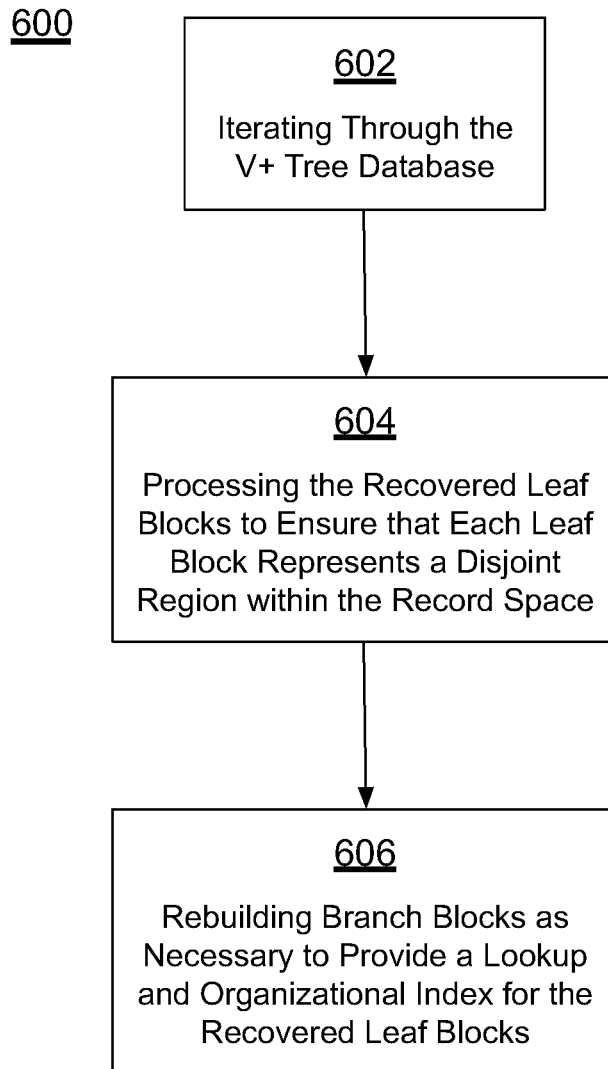 600
602
Iterating Through the
V+ Tree Database
604
Processing the Recovered Leaf
Blocks to Ensure that Each Leaf
Block Represents a Disjoint
Region within the Record Space
606
Rebuilding Branch Blocks as
Necessary to Provide a Lookup
and Organizational Index for the
Recovered Leaf Blocks